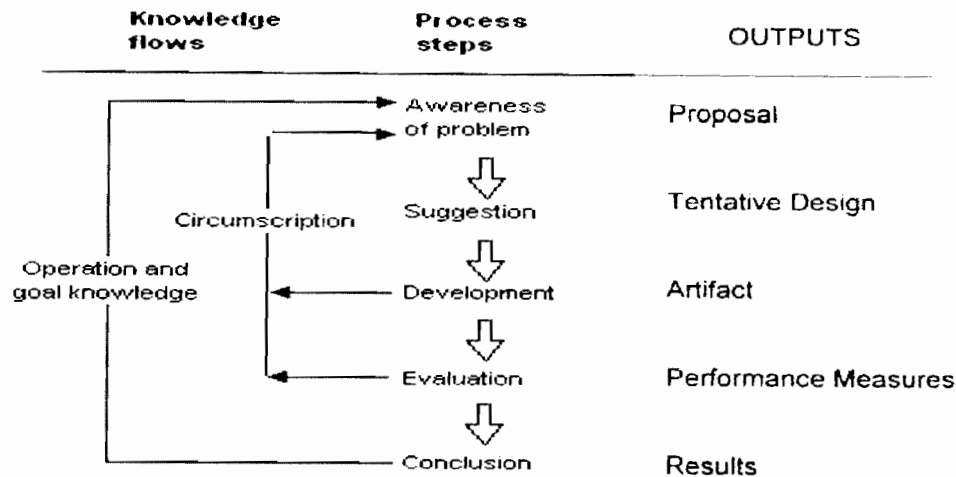 Knowledge
flows
Process
steps
OUTPUTS
Awareness
of problem
Proposal
Circumscription
Suggestion
Tentative Design
Operation and
goal knowledge
Development
Artifact
Evaluation
Performance Measures
Conclusion
Results